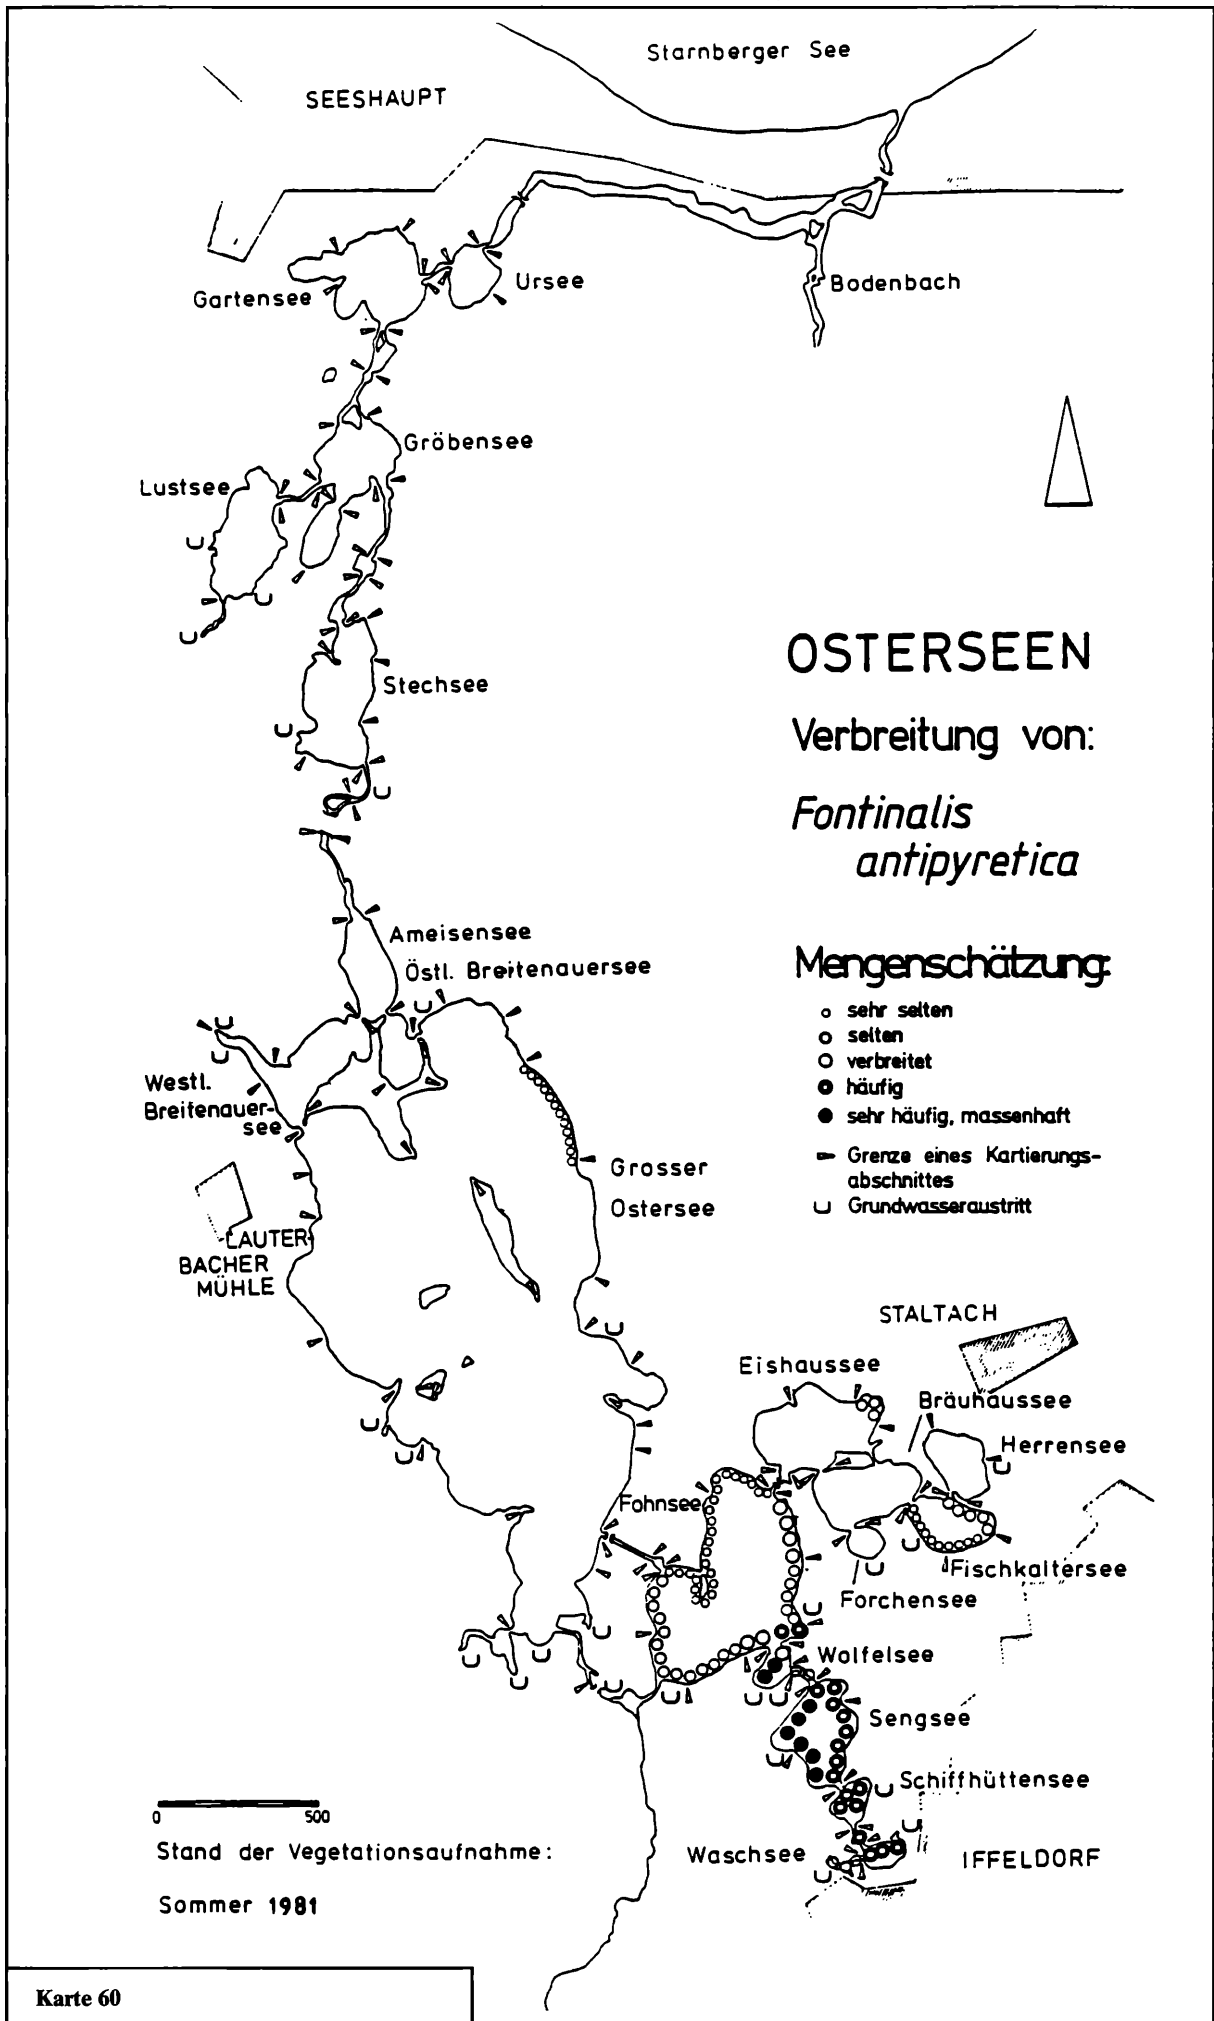 Starnberger See
SEESHAUPT
Gartensee
Ursee
Bodenbach
Gröbensee
Lustsee
Stechsee
OSTERSEEN
Verbreitung von:
Fontinalis
antipyretica
Ameisensee
Östl. Breitenauersee
Mengenschätzung:
sehr selten
selten
verbreitet
häufig
sehr häufig, massenhaft
Grenze eines Kartierungs-
abschnittes
Grundwasseraustritt
Westl.
Breitenauer-
see
Grosser
Ostersee
LAUTER-
BACHER
MÜHLE
STALTACH
Eishaussee
Bräuhaussee
Herrensee
Fohnsee
Fischkaltersee
Forchensee
Wolfelsee
Sengsee
Schiffhüttensee
Waschsee
IFFELDORF
0 500
Stand der Vegetationsaufnahme:
Sommer 1981
Karte 60